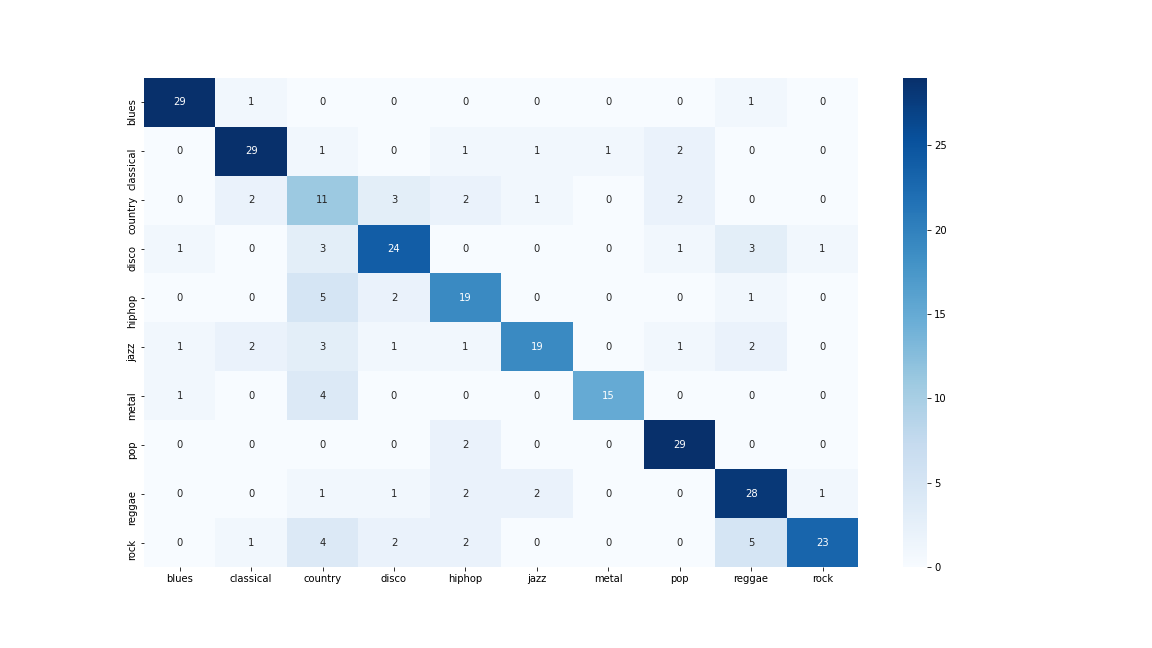 blues 29 1 0 0 0 0 0 0 1 0
classical 0 29 1 0 1 1 1 2 0 0
country 0 2 11 3 2 1 0 2 0 0
disco 1 0 3 24 0 0 0 1 3 1
hiphop 0 0 5 2 19 0 0 0 1 0
jazz 1 2 3 1 1 19 0 1 2 0
metal 1 0 4 0 0 0 15 0 0 0
pop 0 0 0 0 2 0 0 29 0 0
reggae 0 0 1 1 2 2 0 0 28 1
rock 0 1 4 2 2 0 0 0 5 23
blues classical country disco hiphop jazz metal pop reggae rock
25
20
15
10
5
0